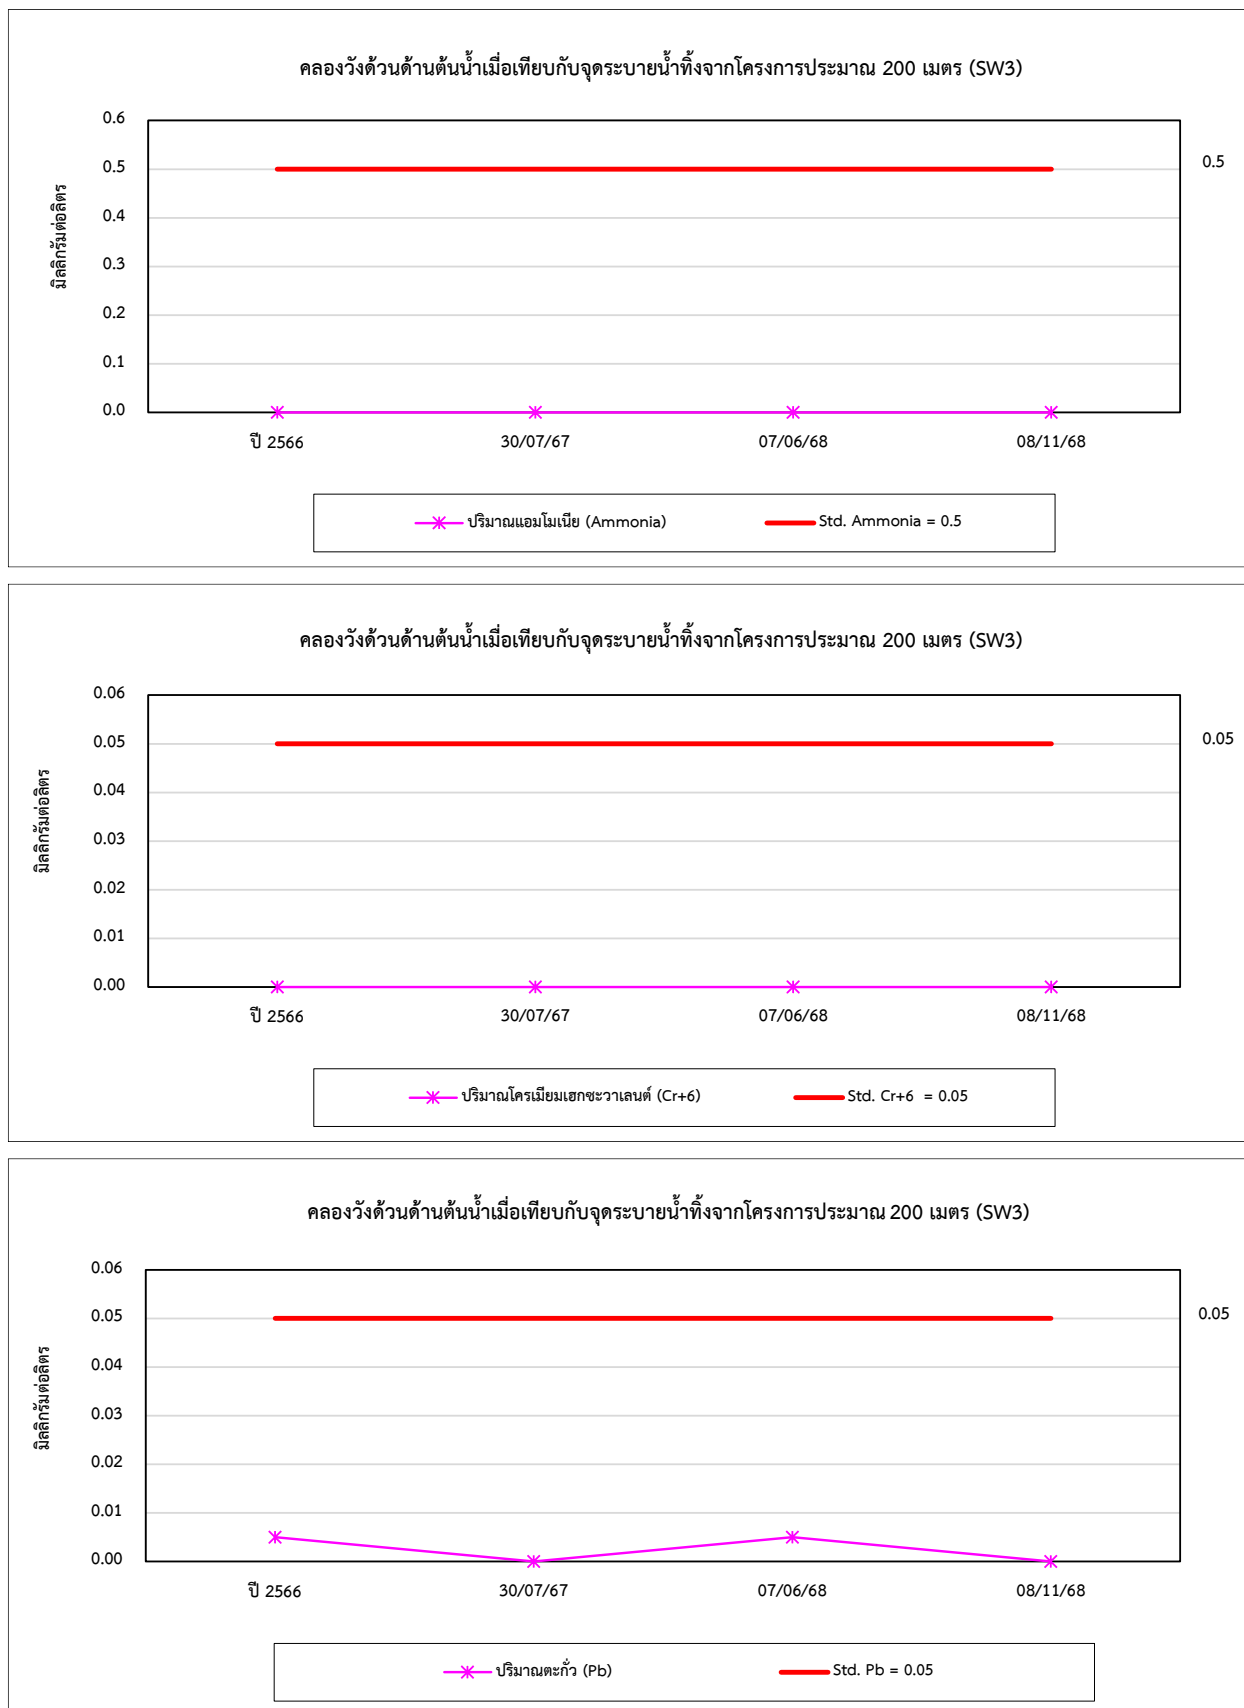 คลองวังด้วนด้านต้นน้ำเมื่อเทียบกับจุดระบายน้ำทิ้งจากโครงการประมาณ 200 เมตร (SW3)
มิลลิกรัมต่อลิตร
0.6
0.5
0.4
0.3
0.2
0.1
0.0
0.5
ปี 2566 30/07/67 07/06/68 08/11/68
ปริมาณแอมโมเนีย (Ammonia) Std. Ammonia = 0.5
คลองวังด้วนด้านต้นน้ำเมื่อเทียบกับจุดระบายน้ำทิ้งจากโครงการประมาณ 200 เมตร (SW3)
มิลลิกรัมต่อลิตร
0.06
0.05
0.04
0.03
0.02
0.01
0.00
0.05
ปี 2566 30/07/67 07/06/68 08/11/68
ปริมาณโครเมียมเฮกซะวาเลนต์ (Cr+6) Std. Cr+6 = 0.05
คลองวังด้วนด้านต้นน้ำเมื่อเทียบกับจุดระบายน้ำทิ้งจากโครงการประมาณ 200 เมตร (SW3)
มิลลิกรัมต่อลิตร
0.06
0.05
0.04
0.03
0.02
0.01
0.00
0.05
ปี 2566 30/07/67 07/06/68 08/11/68
ปริมาณตะกั่ว (Pb) Std. Pb = 0.05